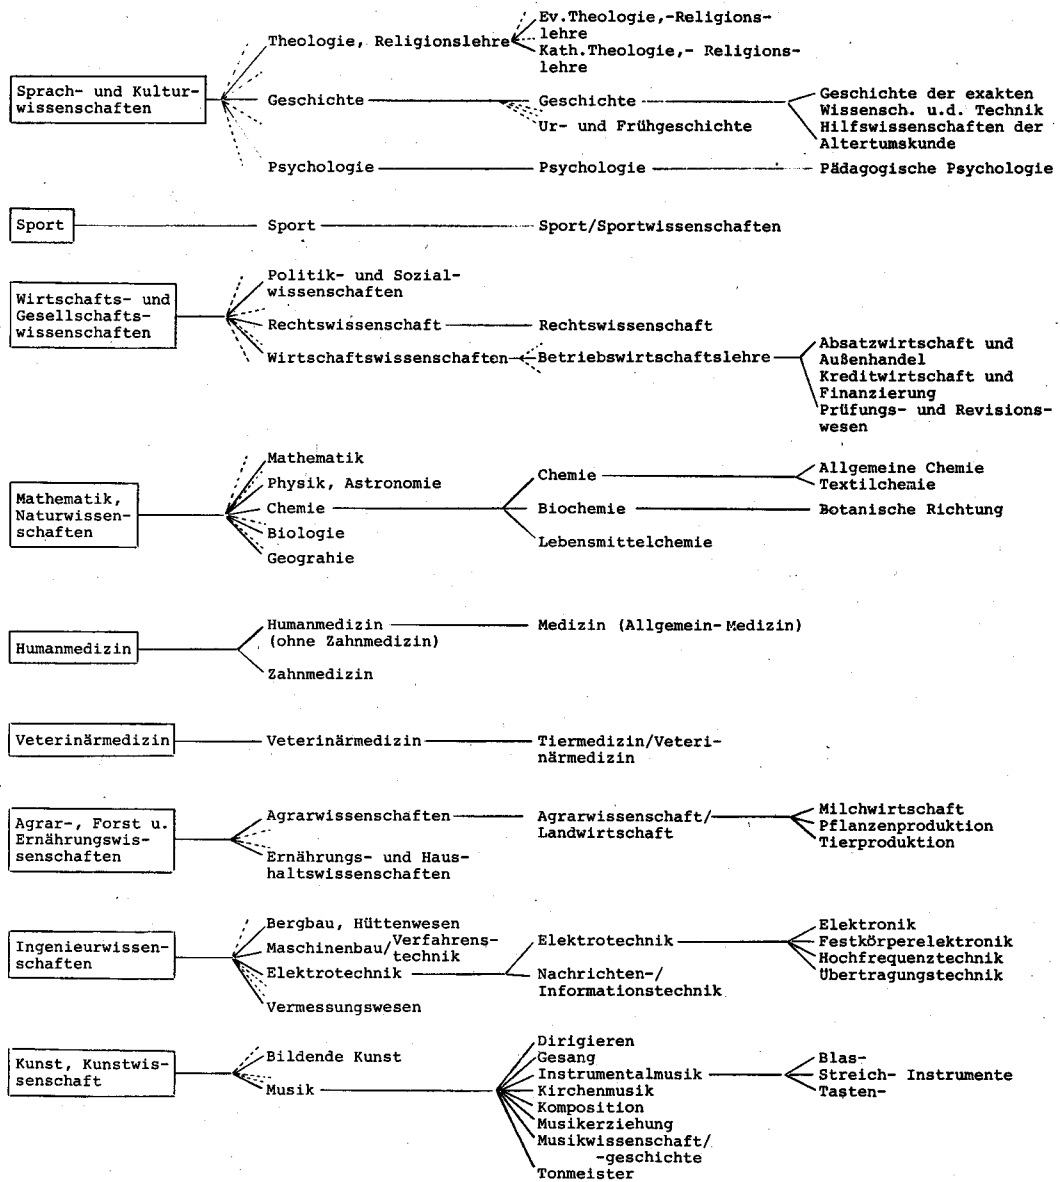 Ev.Theologie,-Religions-
lehre
Theologie, Religionslehre
Kath.Theologie,- Religions-
lehre
Sprach- und Kultur-
wissenschaften
Geschichte
Geschichte
Ur- und Frühgeschichte
Geschichte der exakten
Wissensch. u.d. Technik
Hilfswissenschaften der
Altertumskunde
Psychologie
Psychologie
Pädagogische Psychologie
Sport
Sport
Sport/Sportwissenschaften
Wirtschafts- und
Gesellschafts-
wissenschaften
Politik- und Sozial-
wissenschaften
Rechtswissenschaft
Rechtswissenschaft
Wirtschaftswissenschaften
Betriebswirtschaftslehre
Absatzwirtschaft und
Außenhandel
Kreditwirtschaft und
Finanzierung
Prüfungs- und Revisions-
wesen
Mathematik,
Naturwissen-
schaften
Mathematik
Physik, Astronomie
Chemie
Biologie
Geograhie
Chemie
Allgemeine Chemie
Textilchemie
Biochemie
Botanische Richtung
Lebensmittelchemie
Humanmedizin
Humanmedizin
(ohne Zahnmedizin)
Medizin (Allgemein-Medizin)
Zahnmedizin
Veterinärmedizin
Veterinärmedizin
Tiermedizin/Veteri-
närmedizin
Agrar-, Forst u.
Ernährungswis-
senschaften
Agrarwissenschaften
Agrarwissenschaft/
Landwirtschaft
Milchwirtschaft
Pflanzenproduktion
Tierproduktion
Ernährungs- und Haus-
haltswissenschaften
Ingenieurwissen-
schaften
Bergbau, Hüttenwesen
Maschinenbau/Verfahrens-
technik
Elektrotechnik
Vermessungswesen
Elektrotechnik
Nachrichten-/
Informationstechnik
Elektronik
Festkörperelektronik
Hochfrequenztechnik
Übertragungstechnik
Kunst, Kunstwis-
senschaft
Bildende Kunst
Musik
Dirigieren
Gesang
Instrumentalmusik
Kirchenmusik
Komposition
Musikerziehung
Musikwissenschaft/
-geschichte
Tonmeister
Blas-
Streich- Instrumente
Tasten-